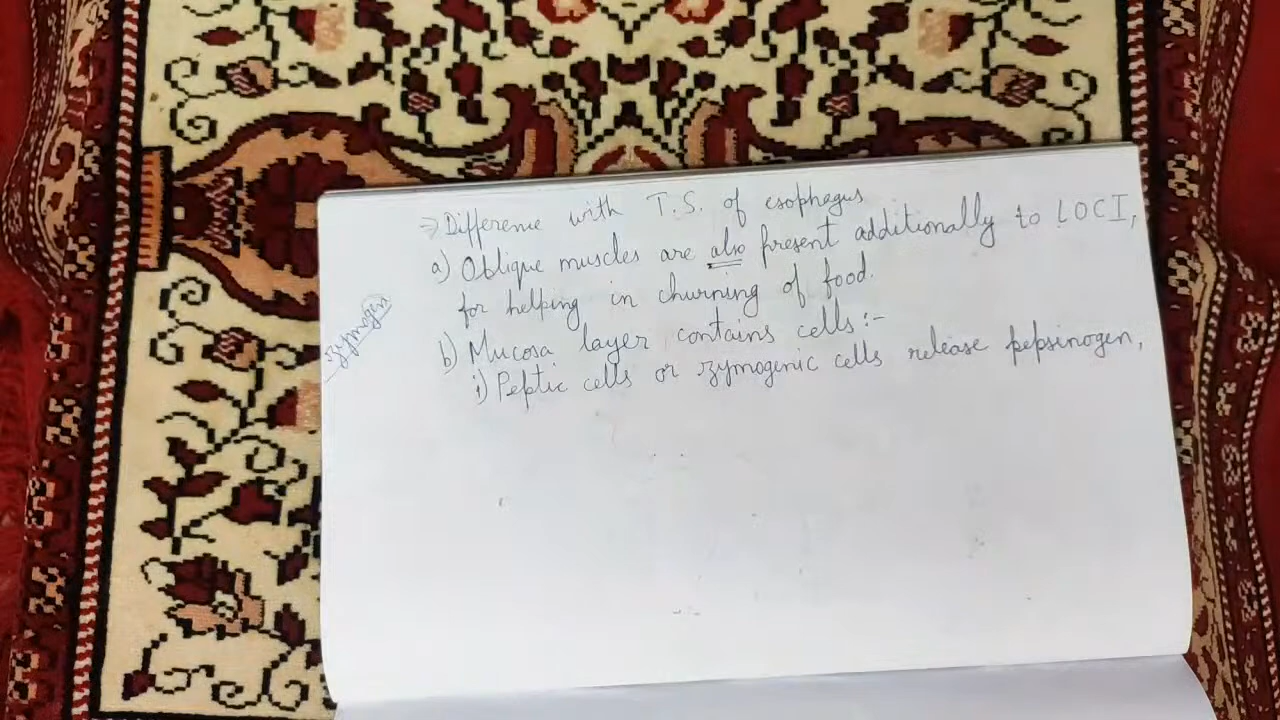 ⇒ Difference with T.S. of esophagus
a) Oblique muscles are also present additionally to LOCI,
for helping in churning of food.
b) Mucosa layer contains cells:-
i) Peptic cells or zymogenic cells release pepsinogen,
zymogen